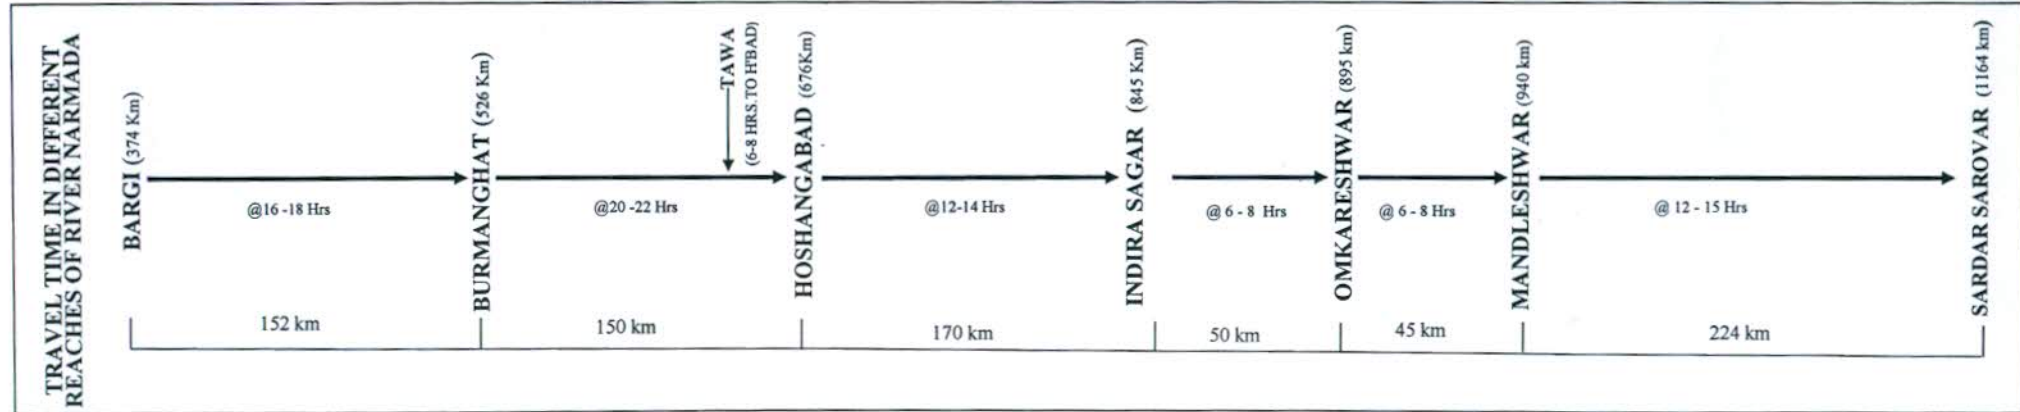 TRAVEL TIME IN DIFFERENT
REACHES OF RIVER NARMADA
BARGI (374 Km)
@16 -18 Hrs
BURMANGHAT (526 Km)
@20 -22 Hrs
TAWA
(6-8 HRS.TO H'BAD)
HOSHANGABAD (676Km)
@12-14 Hrs
INDIRA SAGAR (845 Km)
@ 6 - 8 Hrs
OMKARESHWAR (895 km)
@ 6 - 8 Hrs
MANDLESHWAR (940 km)
@ 12 - 15 Hrs
SARDAR SAROVAR (1164 km)
152 km
150 km
170 km
50 km
45 km
224 km